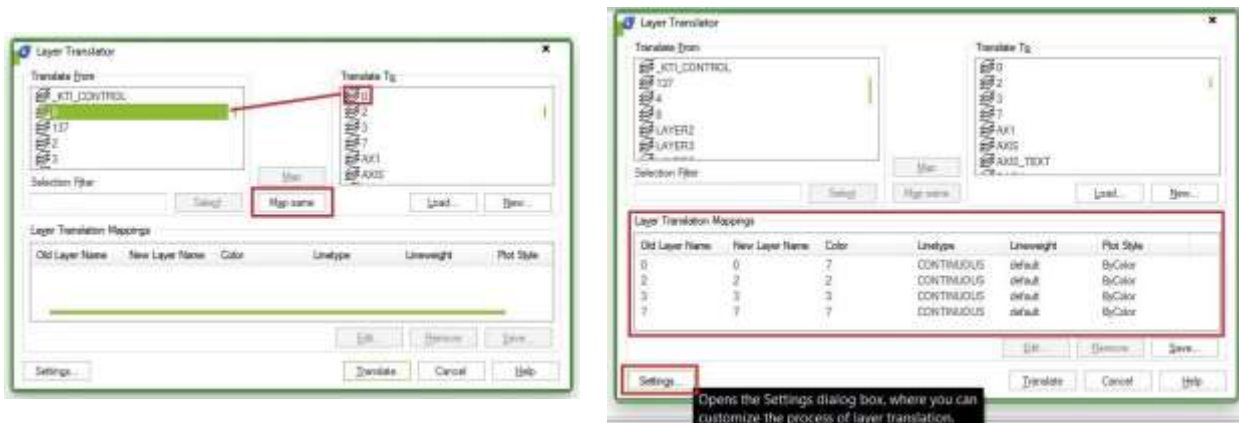 Layer Translator
Translate From
Translate To
_KTI_CONTROL
0
137
2
2
3
3
7
AX1
AXIS
Selection Filter
Map
Select
Map same
Load...
New...
Layer Translation Mappings
Old Layer Name New Layer Name Color Linetype Lineweight Plot Style
Edit... Remove Save...
Settings... Translate Cancel Help
Layer Translator
Translate From
Translate To
_KTI_CONTROL
137
4
8
LAYER2
LAYER3
0
2
3
7
AX1
AXIS
AXIS_TEXT
Selection Filter
Map
Select
Map same
Load...
New...
Layer Translation Mappings
Old Layer Name New Layer Name Color Linetype Lineweight Plot Style
0 0 7 CONTINUOUS default ByColor
2 2 2 CONTINUOUS default ByColor
3 3 3 CONTINUOUS default ByColor
7 7 7 CONTINUOUS default ByColor
Edit... Remove Save...
Settings... Translate Cancel Help
Opens the Settings dialog box, where you can
customize the process of layer translation.